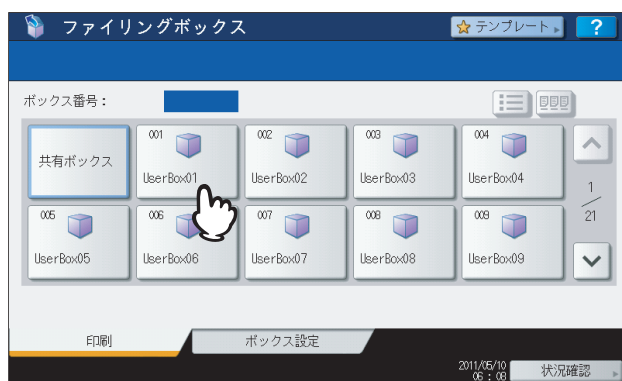 ファイリングボックス
テンプレート
?
ボックス番号：
共有ボックス
001
UserBox01
002
UserBox02
003
UserBox03
004
UserBox04
005
UserBox05
006
UserBox06
007
UserBox07
008
UserBox08
009
UserBox09
1
21
印刷
ボックス設定
2011/05/10
06 : 08
状況確認